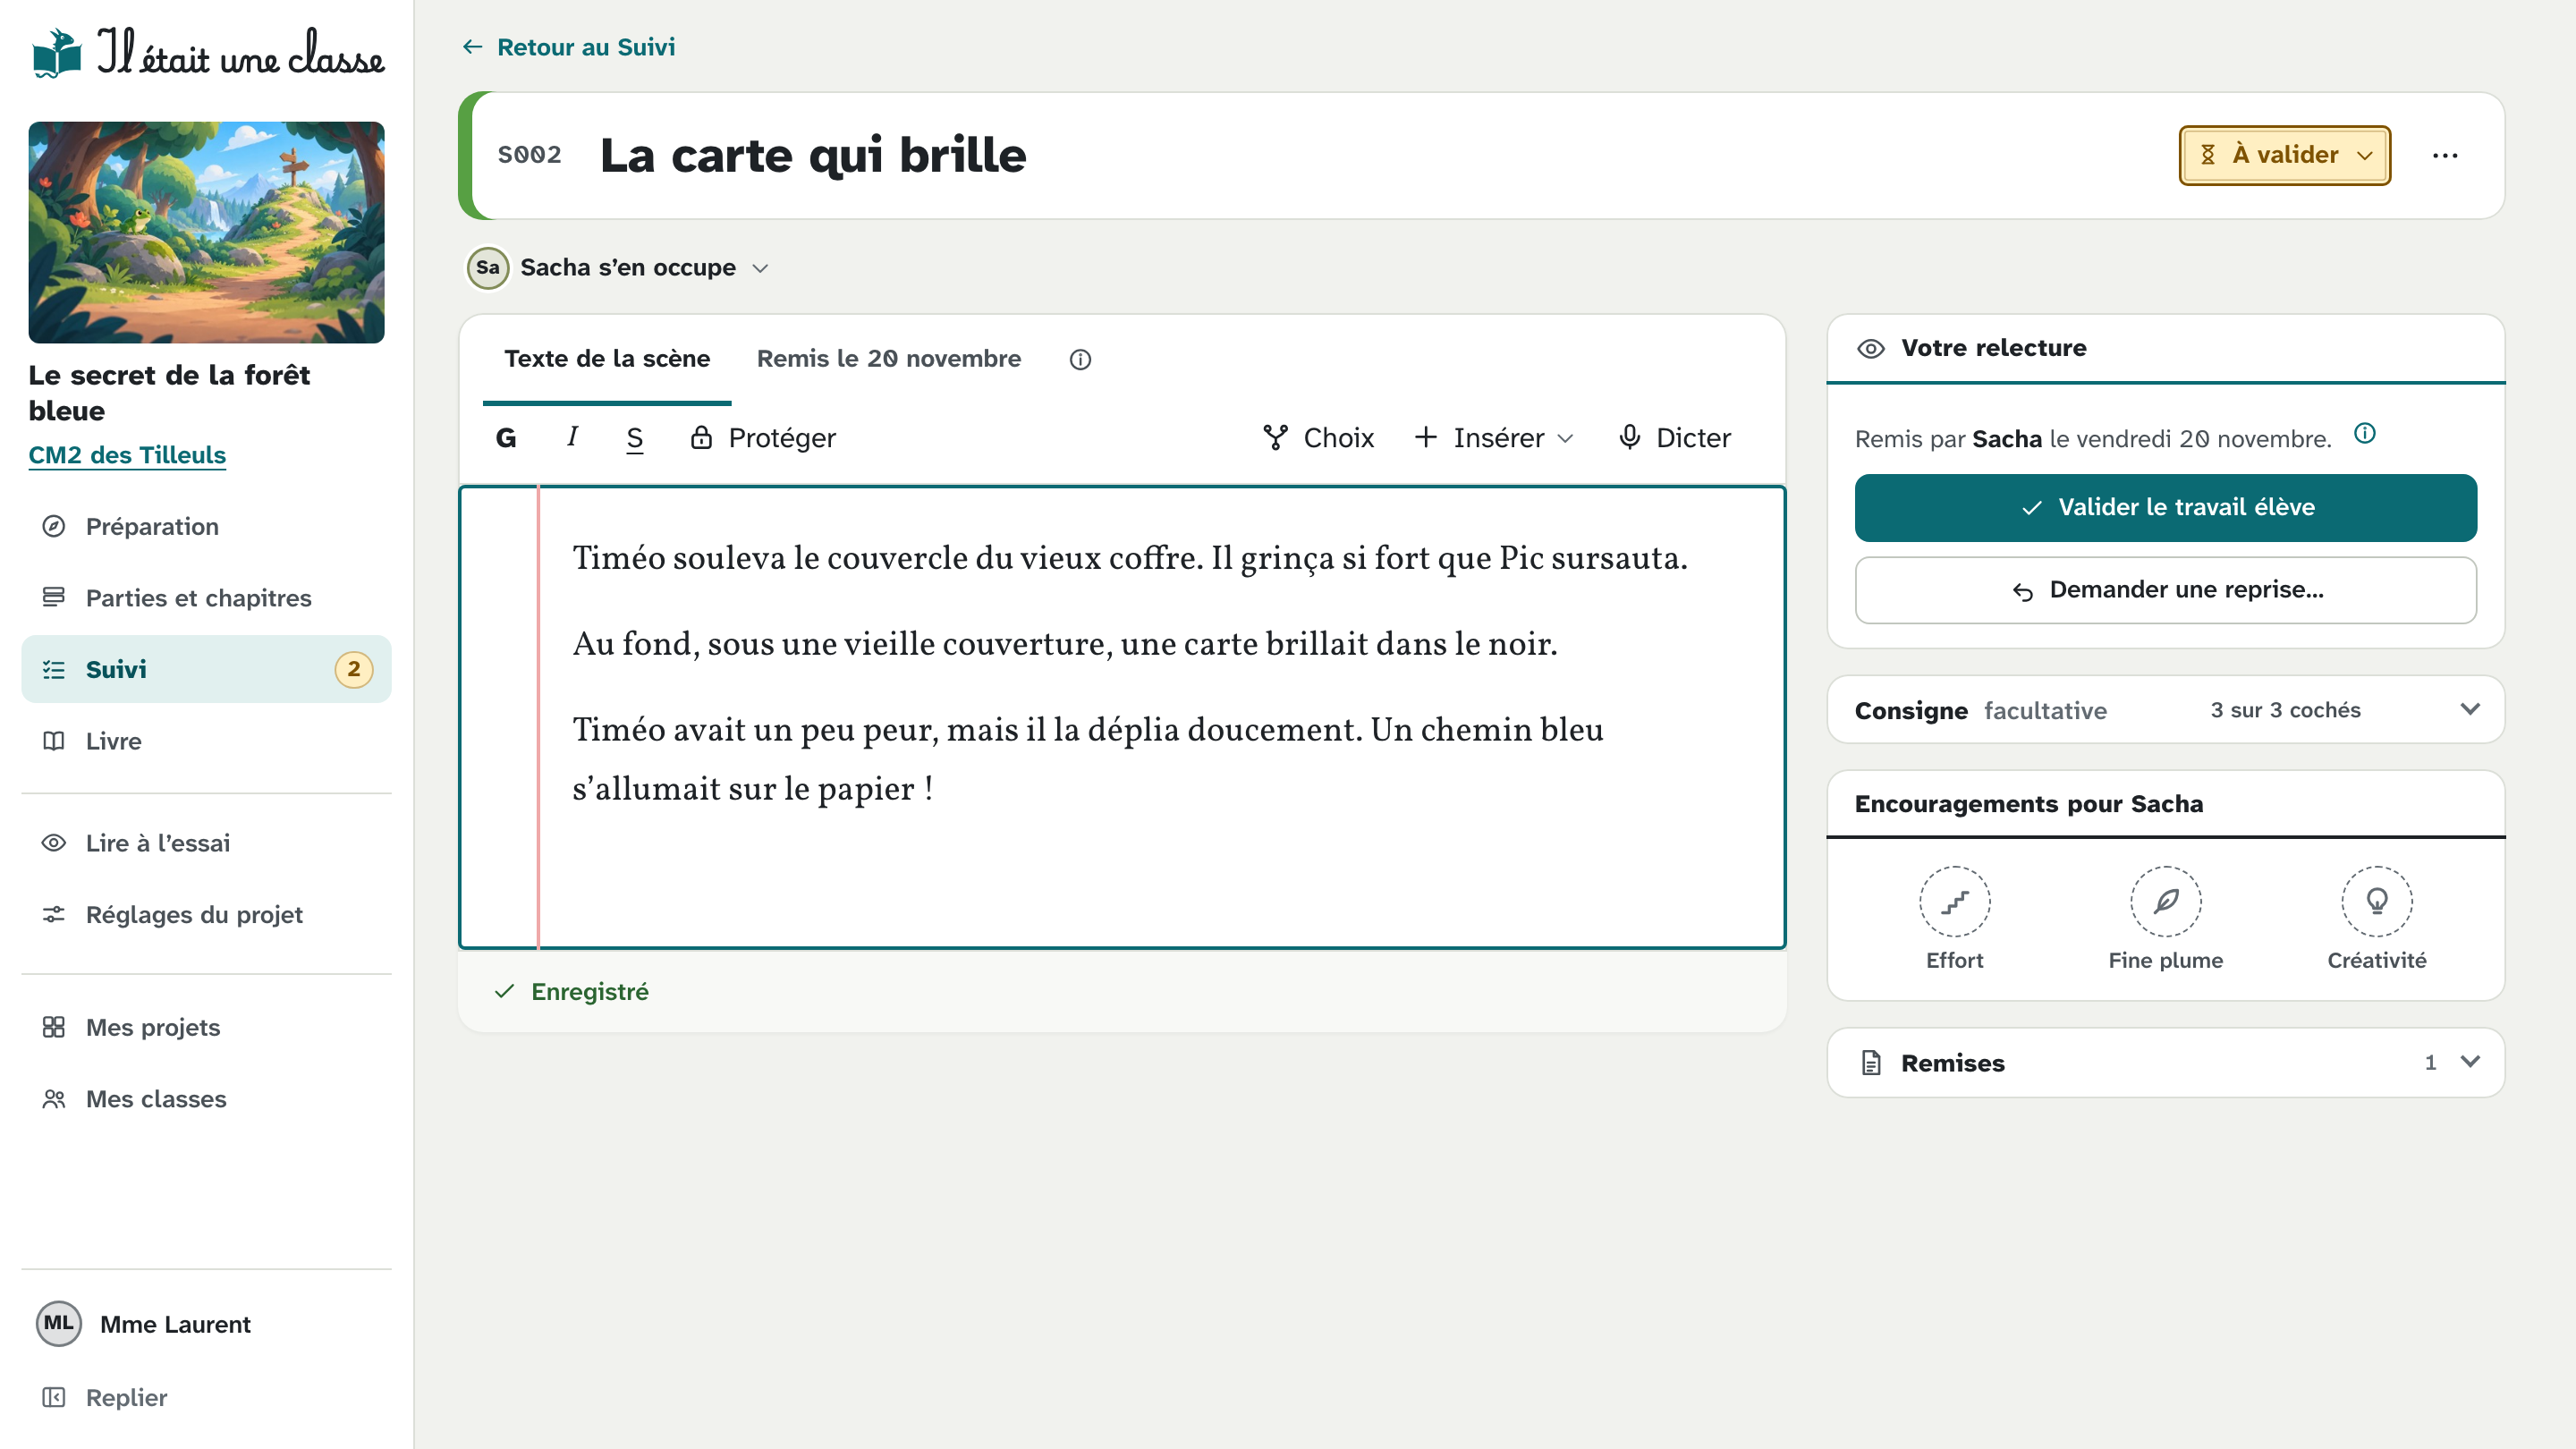 Il était une classe
Le secret de la forêt
bleue
CM2 des Tilleuls
Préparation
Parties et chapitres
Suivi 2
Livre
Lire à l’essai
Réglages du projet
Mes projets
Mes classes
ML Mme Laurent
Replier
← Retour au Suivi
S002 La carte qui brille
À valider
Sa Sacha s’en occupe
Texte de la scène Remis le 20 novembre
G I S Protéger Choix + Insérer Dicter
Timéo souleva le couvercle du vieux coffre. Il grinça si fort que Pic sursauta.
Au fond, sous une vieille couverture, une carte brillait dans le noir.
Timéo avait un peu peur, mais il la déplia doucement. Un chemin bleu
s’allumait sur le papier !
Enregistré
Votre relecture
Remis par Sacha le vendredi 20 novembre.
Valider le travail élève
Demander une reprise...
Consigne facultative 3 sur 3 cochés
Encouragements pour Sacha
Effort Fine plume Créativité
Remises 1